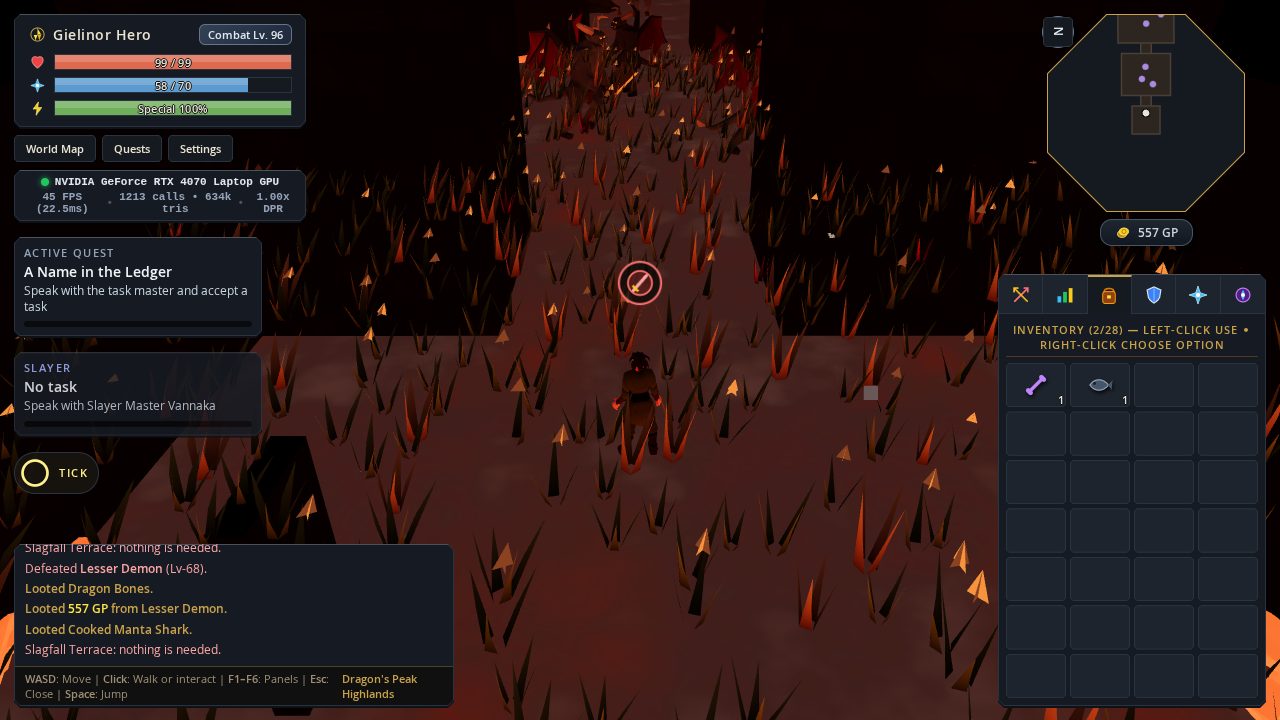 Gielinor Hero
Combat Lv. 96
99 / 99
58 / 70
Special 100%
World Map
Quests
Settings
NVIDIA GeForce RTX 4070 Laptop GPU
45 FPS (22.5ms) • 1213 calls • 634k tris • 1.00x DPR
ACTIVE QUEST
A Name in the Ledger
Speak with the task master and accept a
task
SLAYER
No task
Speak with Slayer Master Vannaka
TICK
Slagfall Terrace: nothing is needed.
Defeated Lesser Demon (Lv-68).
Looted Dragon Bones.
Looted 557 GP from Lesser Demon.
Looted Cooked Manta Shark.
Slagfall Terrace: nothing is needed.
WASD: Move | Click: Walk or interact | F1–F6: Panels | Esc:
Close | Space: Jump
Dragon's Peak
Highlands
N
557 GP
INVENTORY (2/28) — LEFT-CLICK USE •
RIGHT-CLICK CHOOSE OPTION
1
1